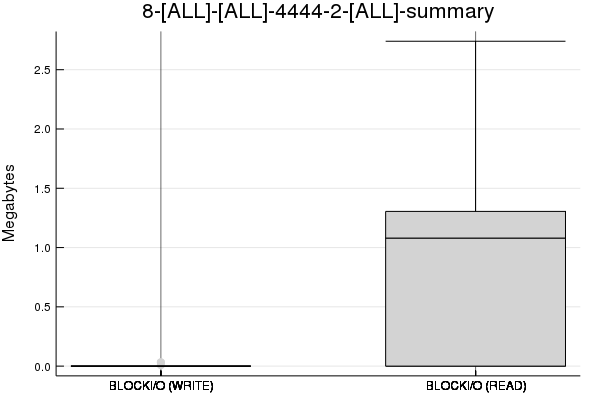 8-[ALL]-[ALL]-4444-2-[ALL]-summary
Megabytes
2.5
2.0
1.5
1.0
0.5
0.0
BLOCKI/O (WRITE)
BLOCKI/O (READ)